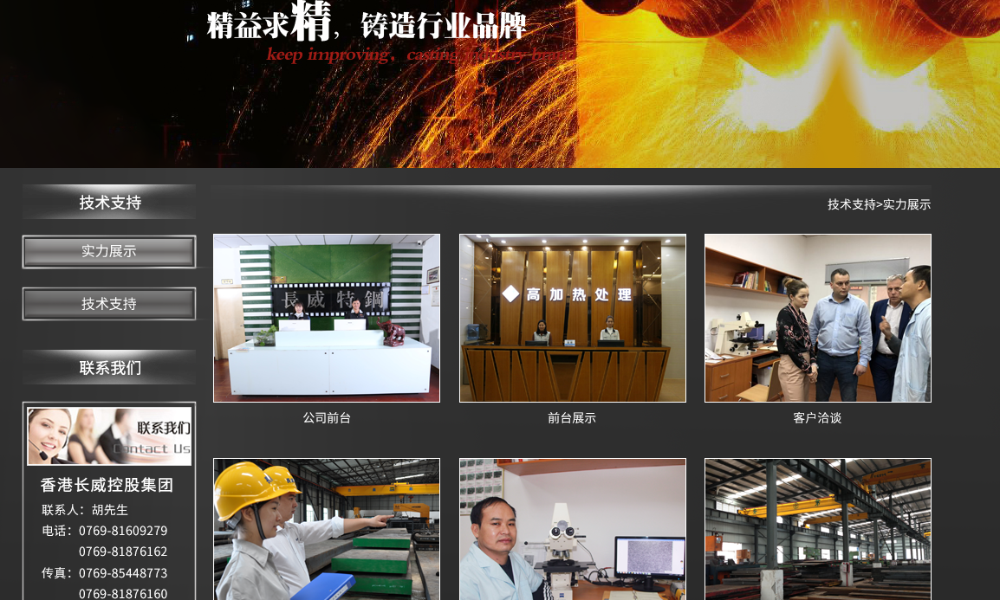 精益求精，铸造行业品牌
keep improving，casting industry brand
技术支持
实力展示
技术支持
联系我们
联系我们
Contact Us
香港长威控股集团
联系人：胡先生
电话：0769-81609279
0769-81876162
传真：0769-85448773
0769-81876160
技术支持>实力展示
長威特鋼
高加热处理
公司前台
前台展示
客户洽谈